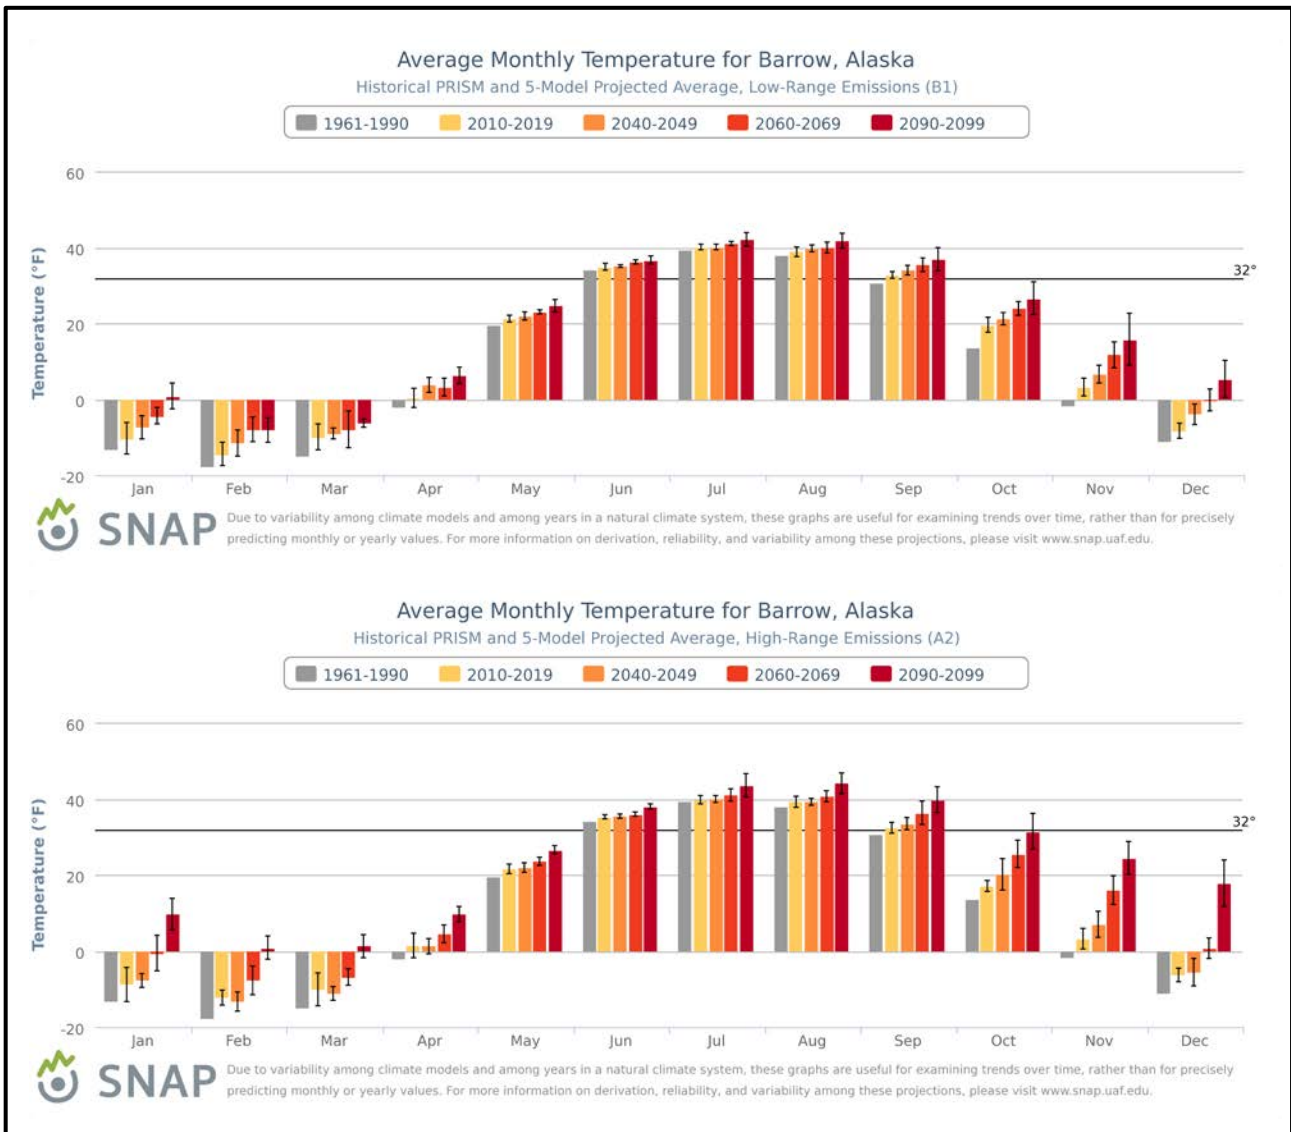 Average Monthly Temperature for Barrow, Alaska
Historical PRISM and 5-Model Projected Average, Low-Range Emissions (B1)
1961-1990 2010-2019 2040-2049 2060-2069 2090-2099
Temperature (°F)
60
40
32°
20
0
-20
Jan Feb Mar Apr May Jun Jul Aug Sep Oct Nov Dec
SNAP
Due to variability among climate models and among years in a natural climate system, these graphs are useful for examining trends over time, rather than for precisely
predicting monthly or yearly values. For more information on derivation, reliability, and variability among these projections, please visit www.snap.uaf.edu.
Average Monthly Temperature for Barrow, Alaska
Historical PRISM and 5-Model Projected Average, High-Range Emissions (A2)
1961-1990 2010-2019 2040-2049 2060-2069 2090-2099
Temperature (°F)
60
40
32°
20
0
-20
Jan Feb Mar Apr May Jun Jul Aug Sep Oct Nov Dec
SNAP
Due to variability among climate models and among years in a natural climate system, these graphs are useful for examining trends over time, rather than for precisely
predicting monthly or yearly values. For more information on derivation, reliability, and variability among these projections, please visit www.snap.uaf.edu.